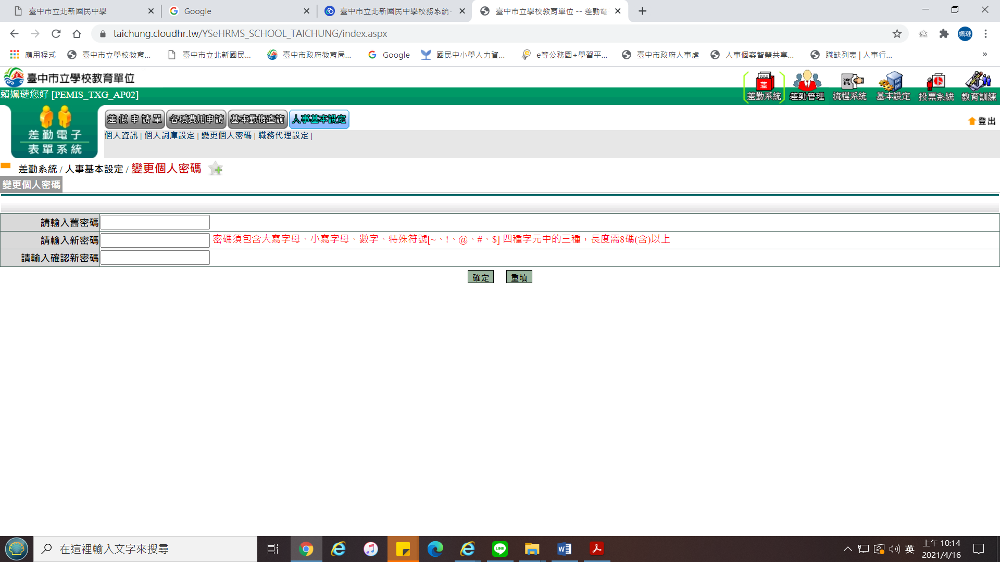 臺中市立北新國民中學
Google
臺中市立北新國民中學校務系統-
臺中市立學校教育單位 -- 差勤電
taichung.cloudhr.tw/YSeHRMS_SCHOOL_TAICHUNG/index.aspx
姵璉
應用程式
臺中市立學校教育...
臺中市立北新國民...
臺中市政府教育局...
Google
國民中小學人力資...
e等公務園+學習平...
臺中市政府人事處
人事個案智慧共享...
職缺列表 | 人事行...
»
臺中市立學校教育單位
賴姵璉您好 [PEMIS_TXG_AP02]
差
流
差勤系統
差勤管理
流程系統
基本設定
投票系統
教育訓練
差勤電子
表單系統
差 假 申 請 單
各項費用申請
基本勤惰查詢
人事基本設定
登出
個人資訊 | 個人詞庫設定 | 變更個人密碼 | 職務代理設定 |
差勤系統 / 人事基本設定 / 變更個人密碼
變更個人密碼
請輸入舊密碼
請輸入新密碼 密碼須包含大寫字母、小寫字母、數字、特殊符號[~、!、@、#、$] 四種字元中的三種，長度需8碼(含)以上
請輸入確認新密碼
確定
重填
在這裡輸入文字來搜尋
LINE
英
上午 10:14
2021/4/16